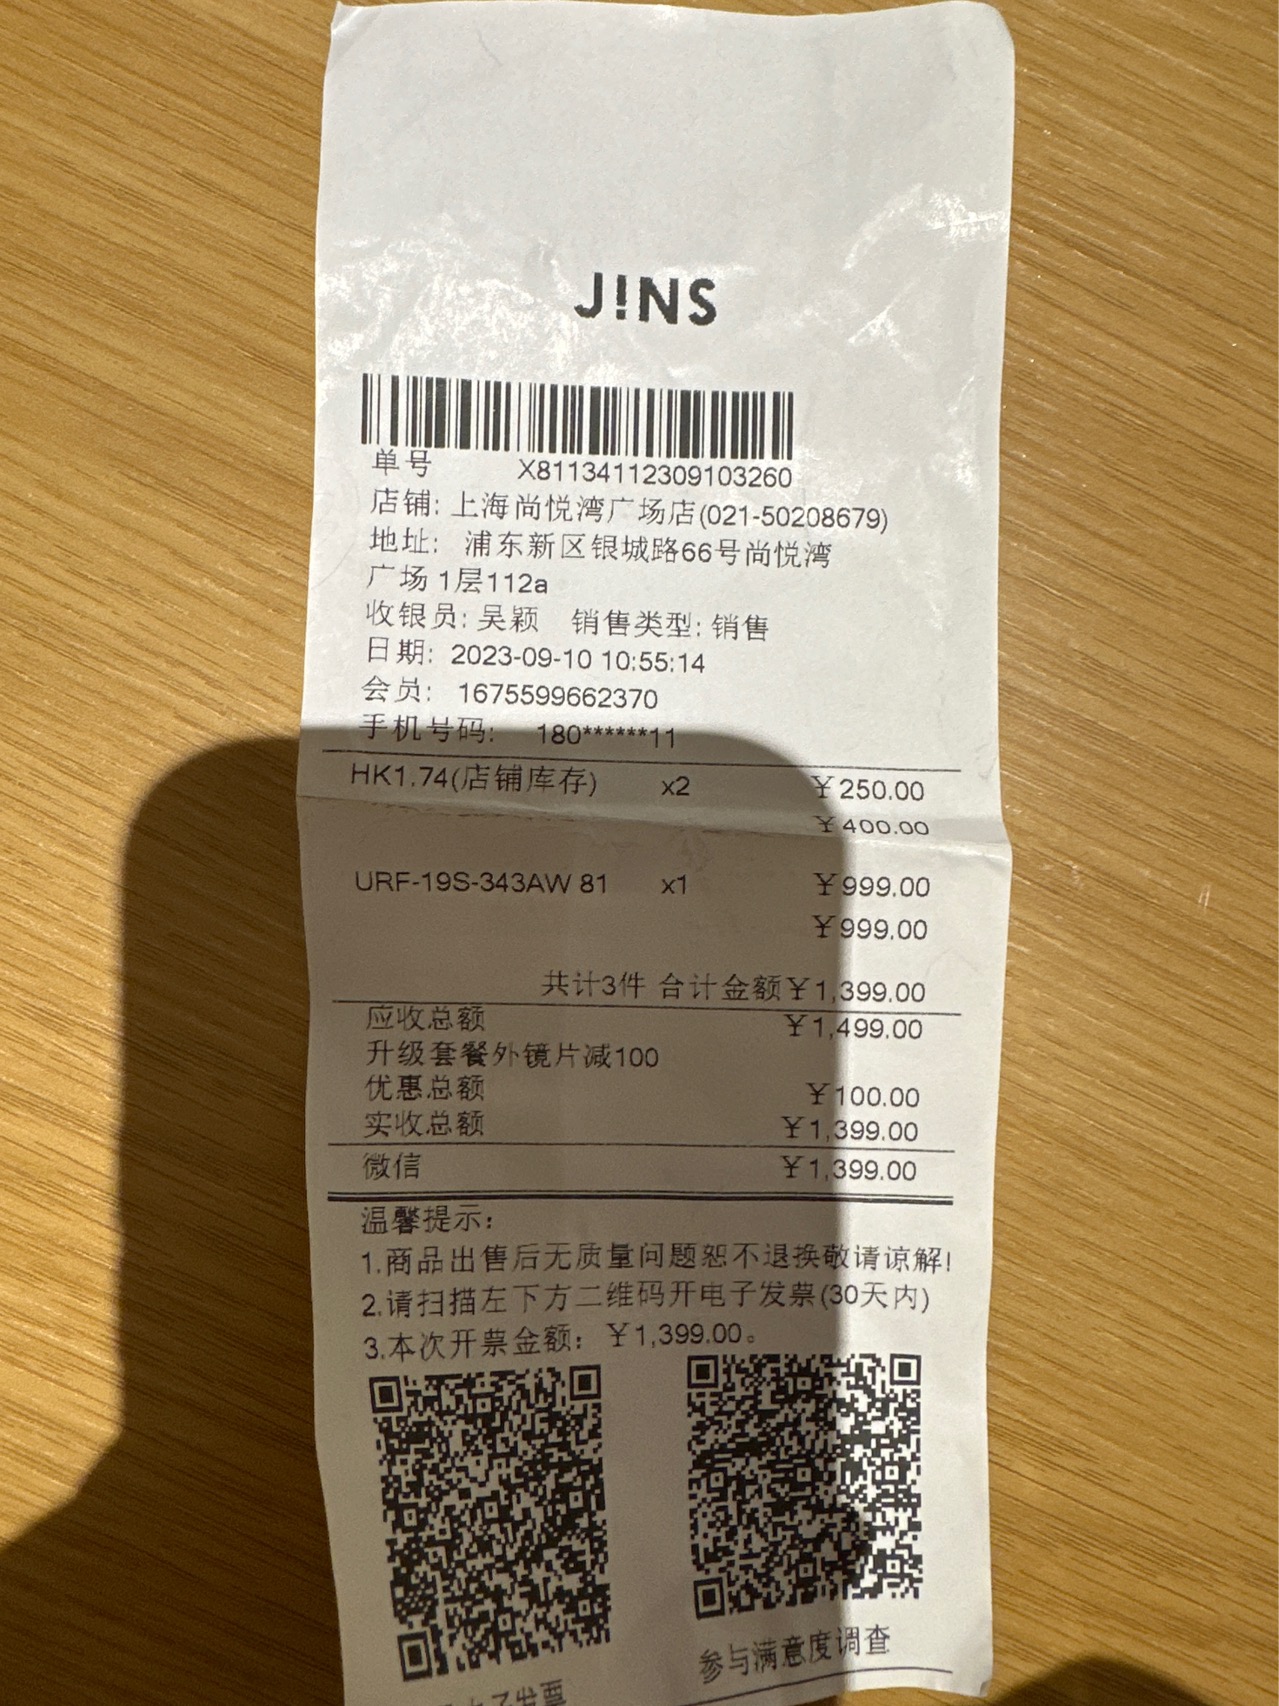 J!NS
单号 X81134112309103260
店铺: 上海尚悦湾广场店(021-50208679)
地址: 浦东新区银城路66号尚悦湾
广场 1层112a
收银员: 吴颖 销售类型: 销售
日期: 2023-09-10 10:55:14
会员: 1675599662370
手机号码: 180******11
HK1.74(店铺库存) x2 ¥250.00
¥400.00
URF-19S-343AW 81 x1 ¥999.00
¥999.00
共计3件 合计金额¥1,399.00
应收总额 ¥1,499.00
升级套餐外镜片减100
优惠总额 ¥100.00
实收总额 ¥1,399.00
微信 ¥1,399.00
温馨提示:
1.商品出售后无质量问题恕不退换敬请谅解!
2.请扫描左下方二维码开电子发票(30天内)
3.本次开票金额: ¥1,399.00。
参与满意度调查
电子发票